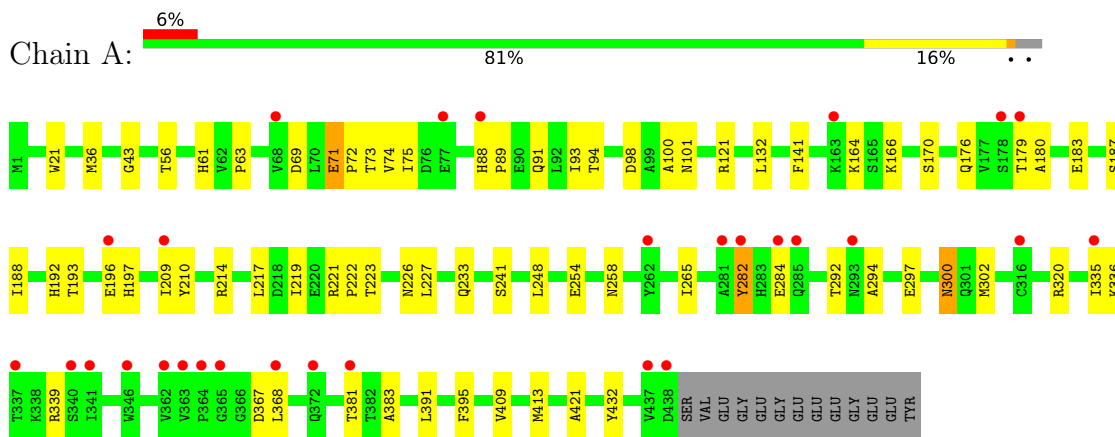 6%
Chain A:
81%
16%
M1 W21 M36 G43 T56 H61 V62 P63 V68 D69 L70 E71 P72 T73 V74 I75 D76 E77 H88 P89 E90 Q91 L92 I93 T94 D98 A99 A100 N101 R121 L132 F141 K163 K164 S165 K166 S170 Q176 V177 S178 T179 A180 E183 S187
I188 H192 T193 E196 H197 I209 Y210 R214 L217 D218 I219 E220 R221 P222 T223 N226 L227 Q233 S241 L248 E254 N258 Y262 I265 A281 Y282 H283 E284 Q285 T292 N293 A294 E297 N300 Q301 M302 C316 R320 I335 K336
T337 K338 R339 S340 I341 W346 V362 V363 P364 G365 G366 D367 L368 Q372 T381 T382 A383 L391 F395 V409 M413 A421 Y432 V437 D438 SER VAL GLU GLY GLU GLU GLY GLU GLU GLU GLU GLY GLU GLU TYR